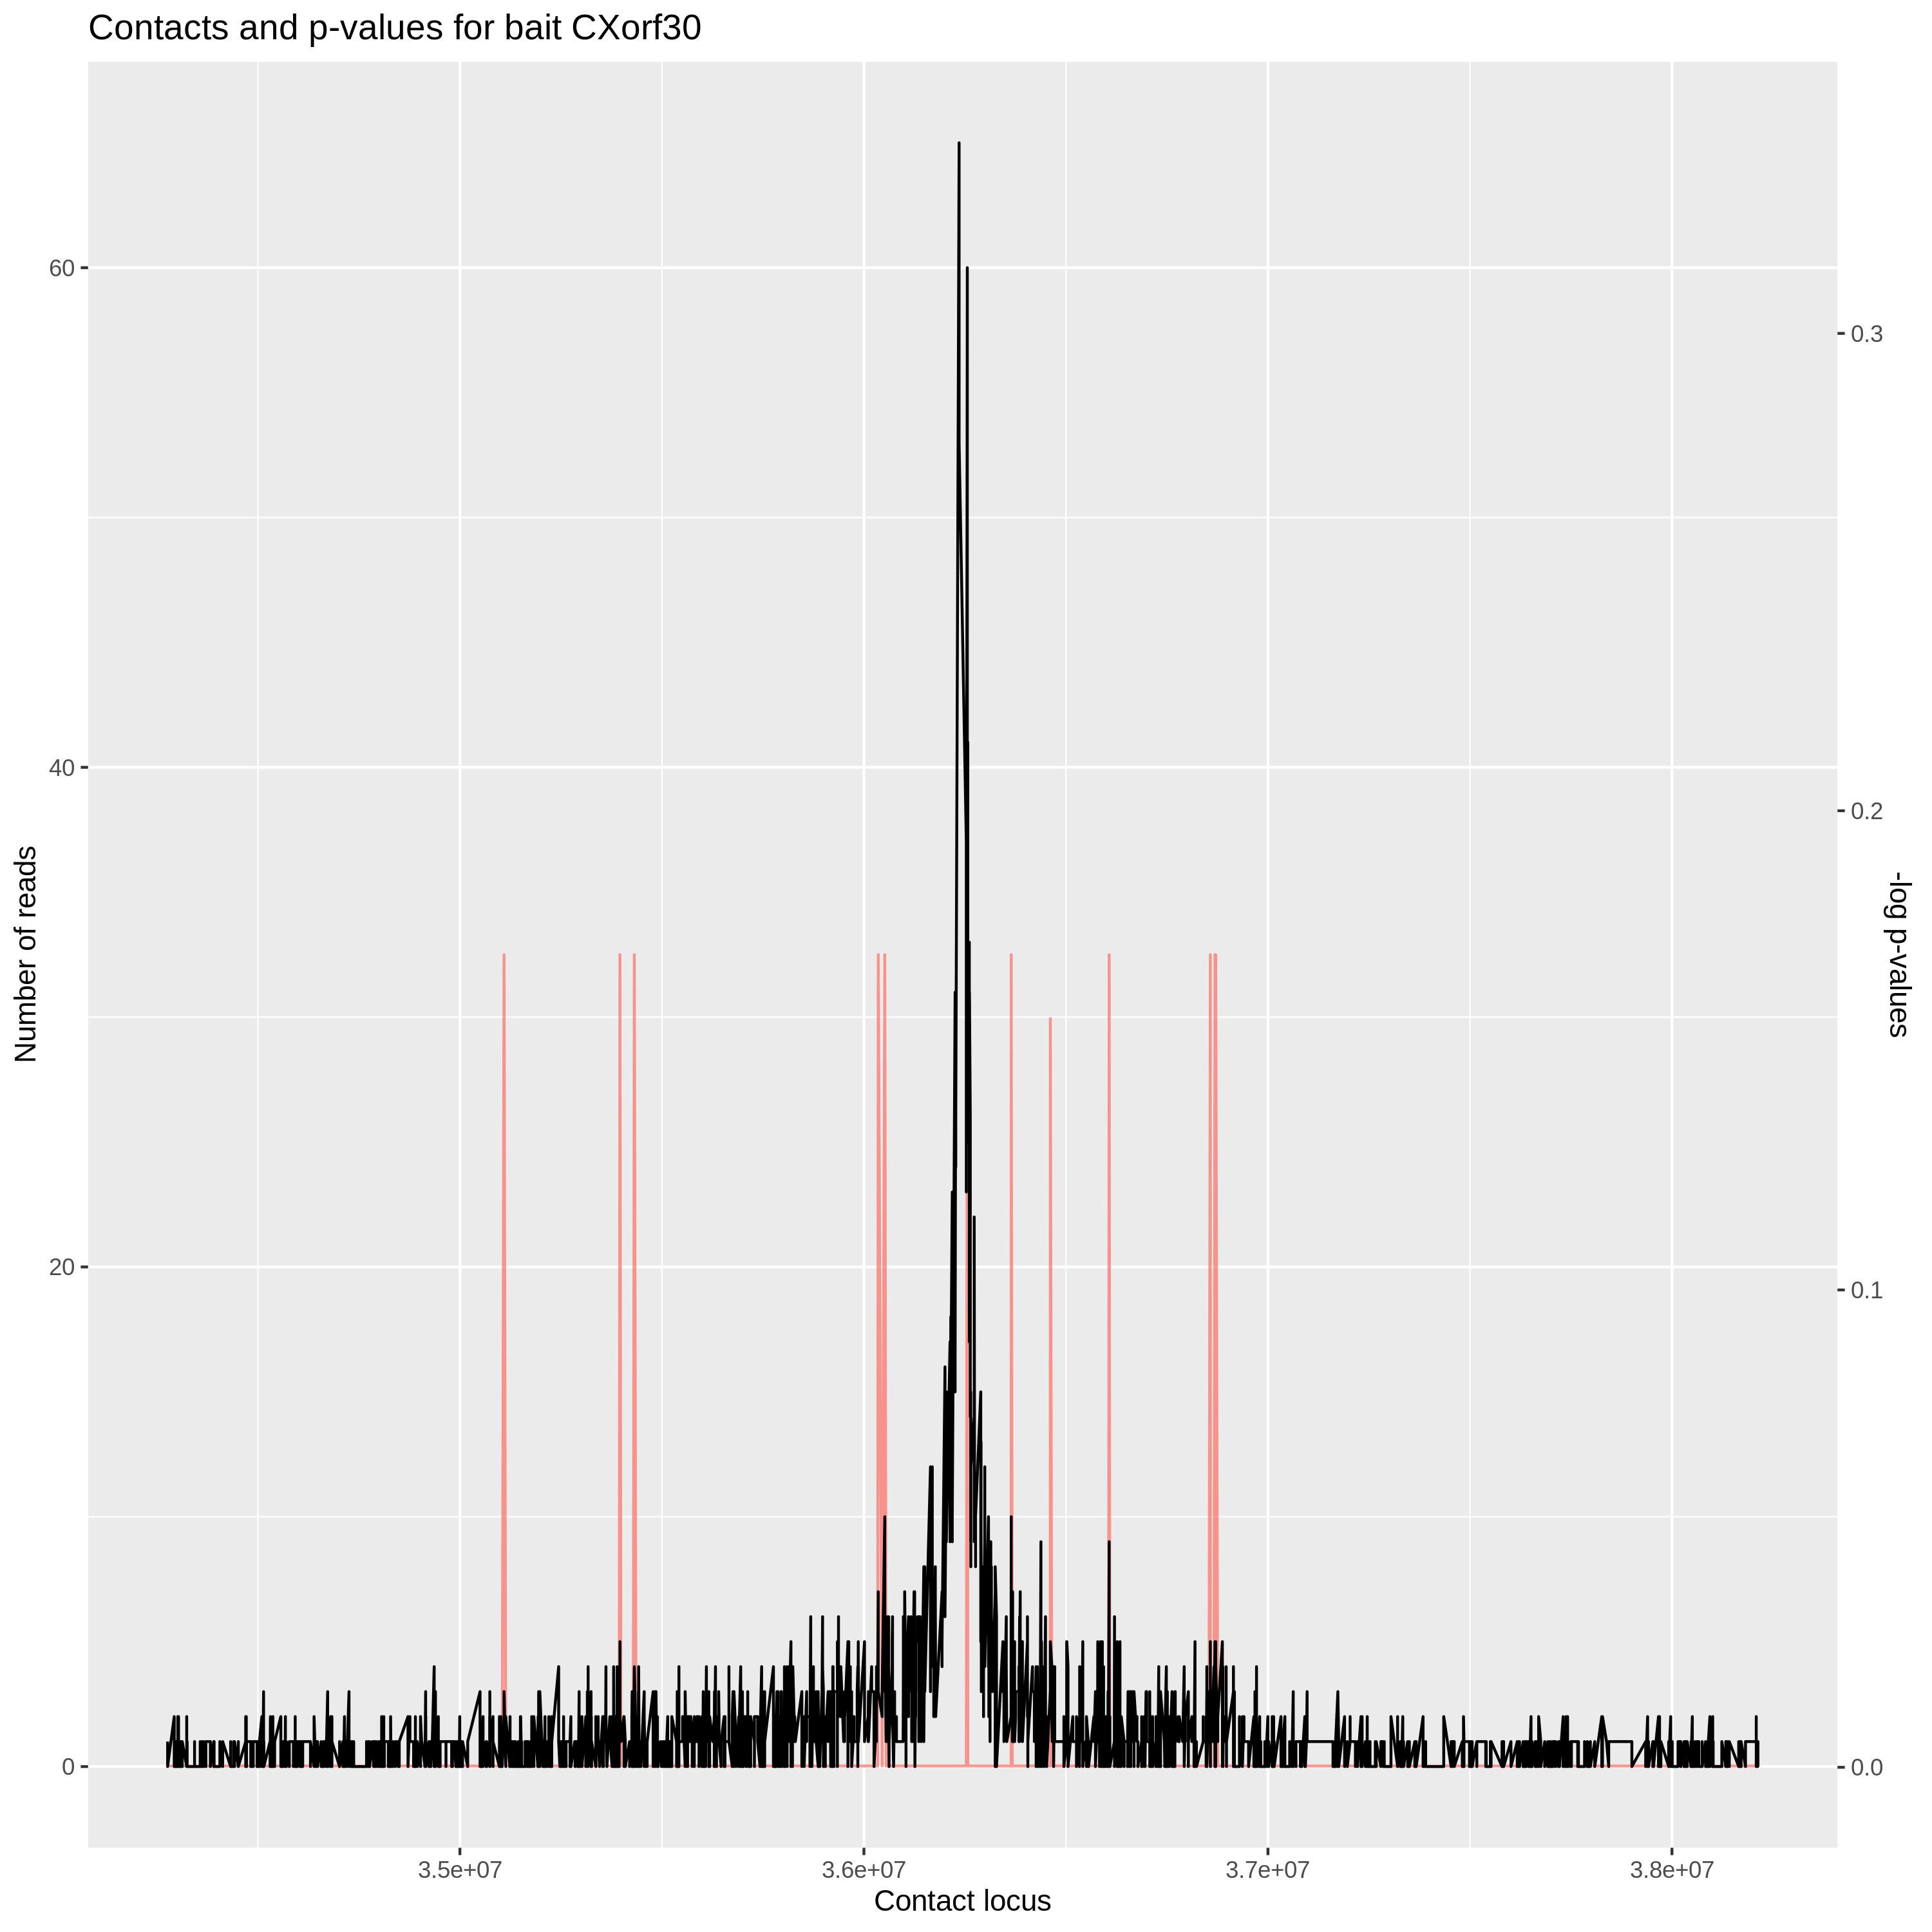 Contacts and p-values for bait CXorf30
60
40
20
0
Number of reads
0.3
0.2
0.1
0.0
-log p-values
3.5e+07
3.6e+07
3.7e+07
3.8e+07
Contact locus